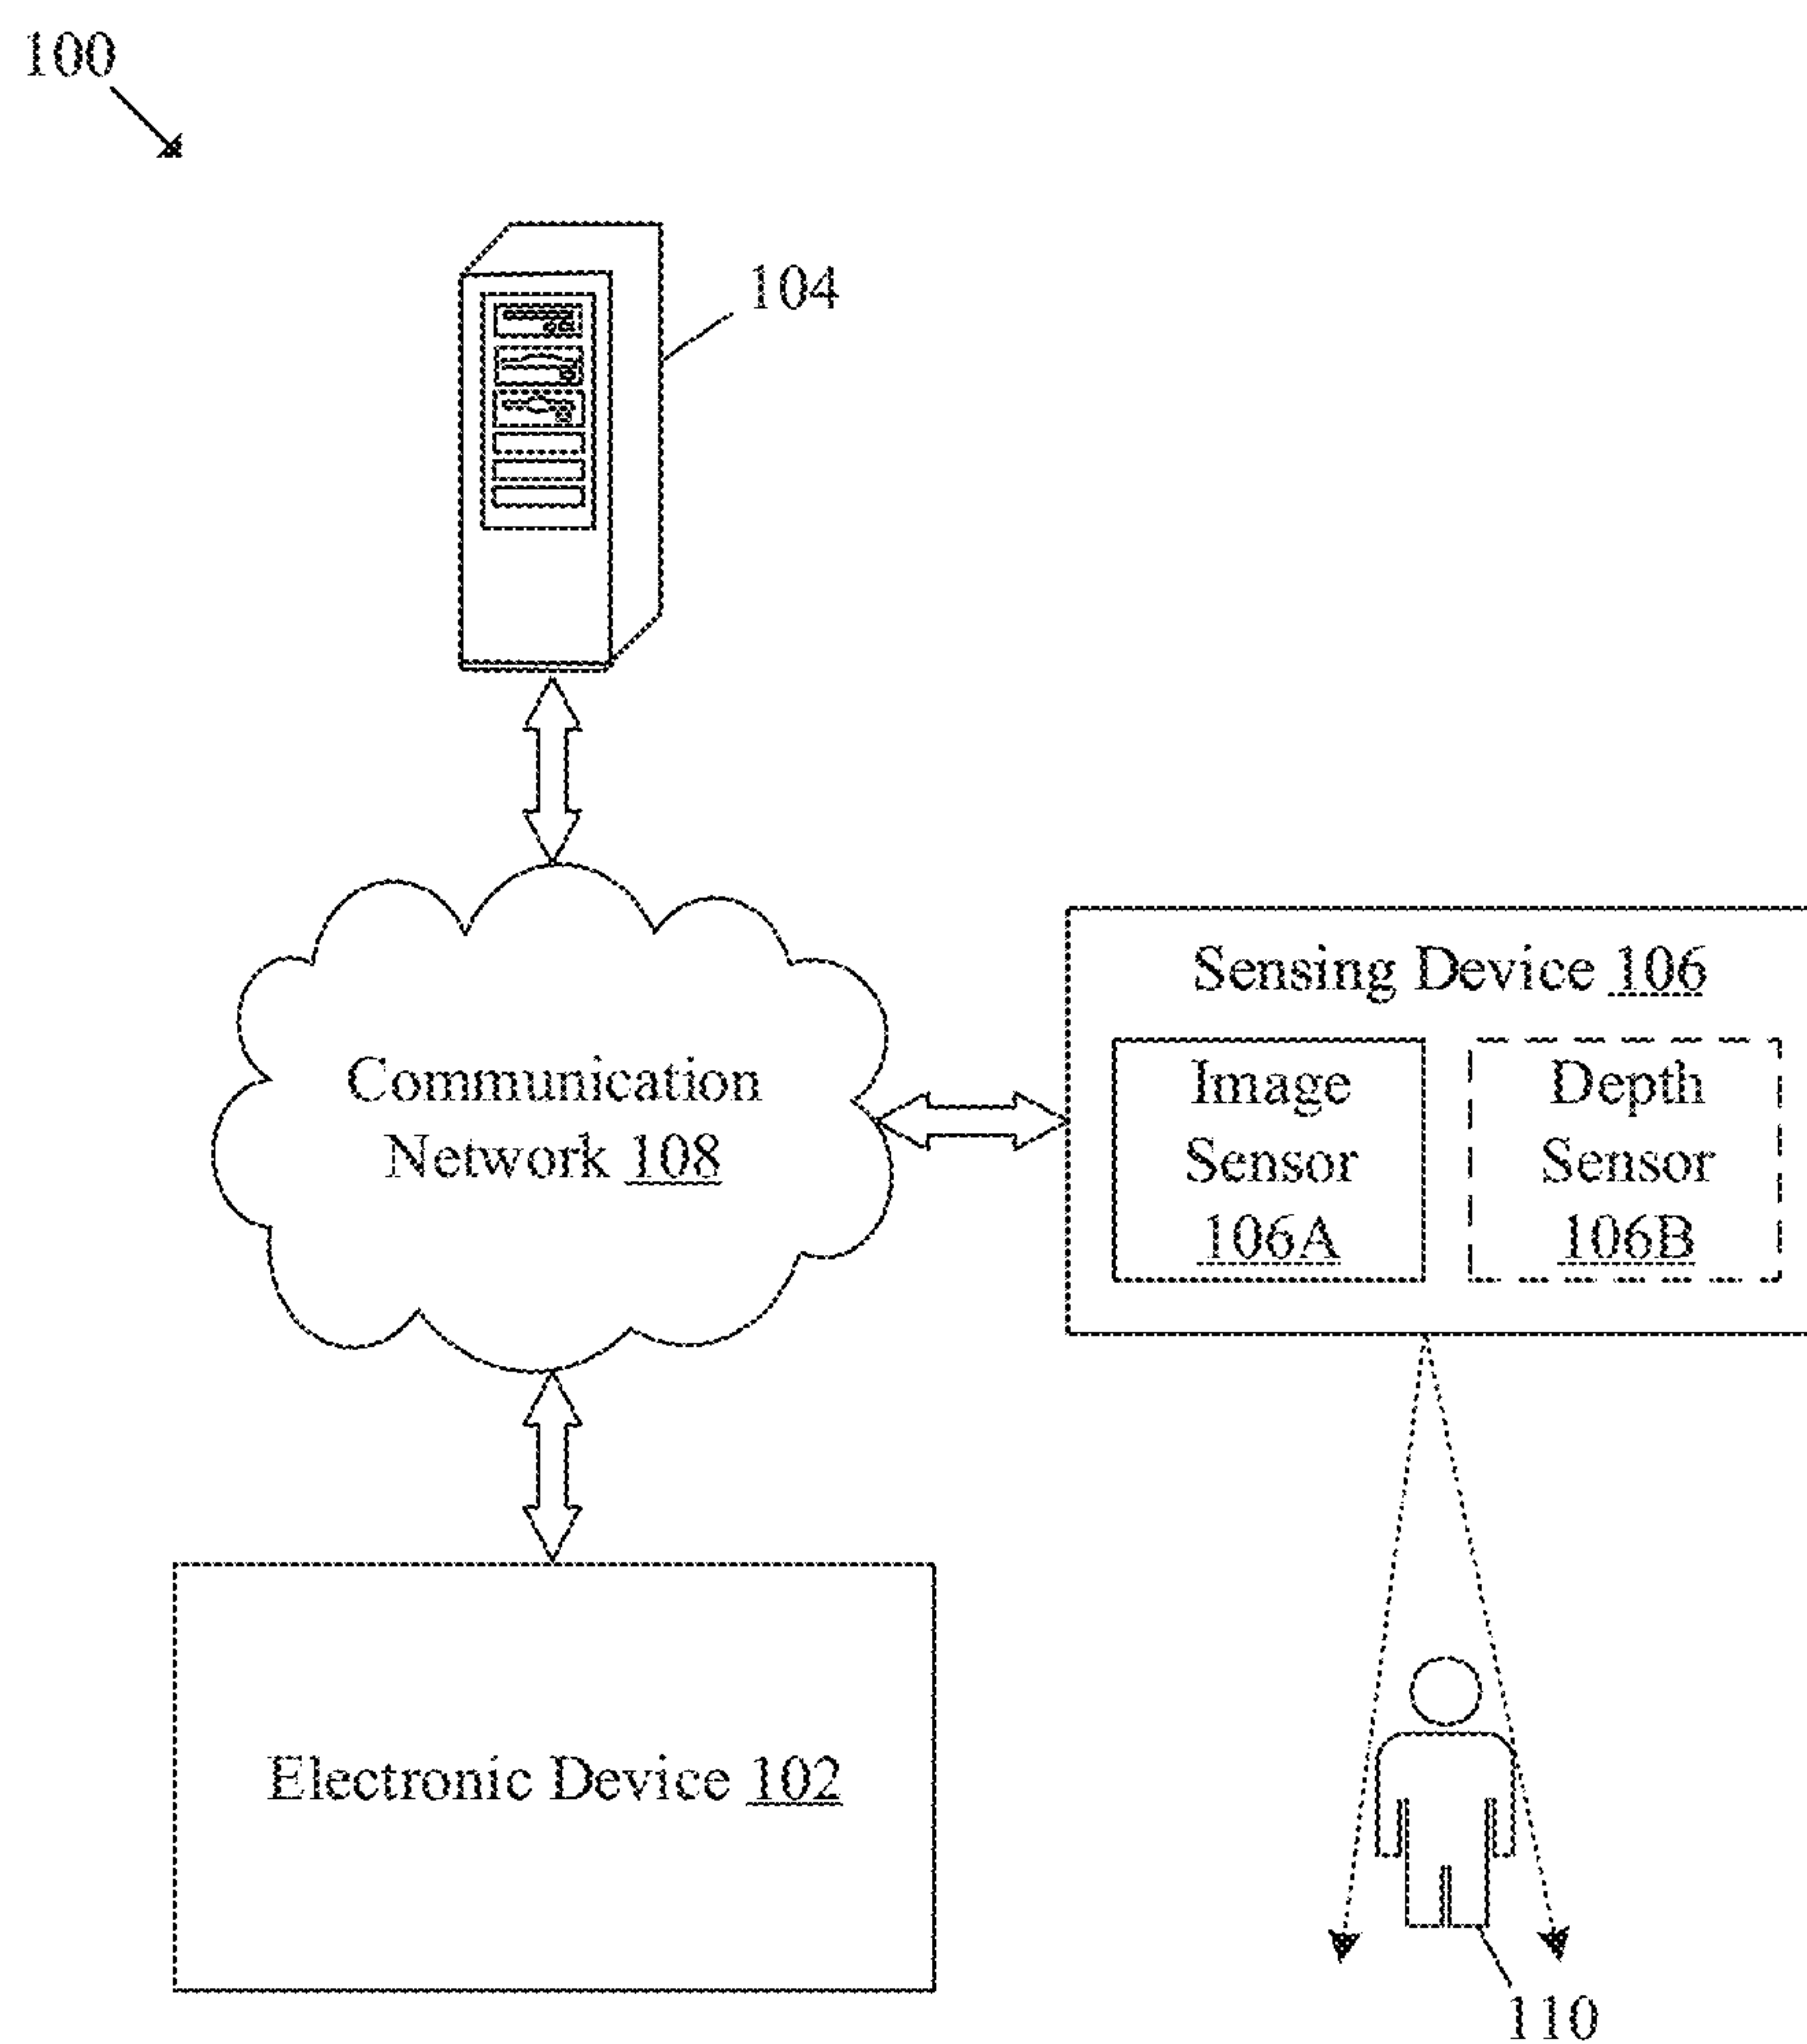 100
104
Communication
Network 108
Sensing Device 106
Image
Sensor
106A
Depth
Sensor
106B
Electronic Device 102
110